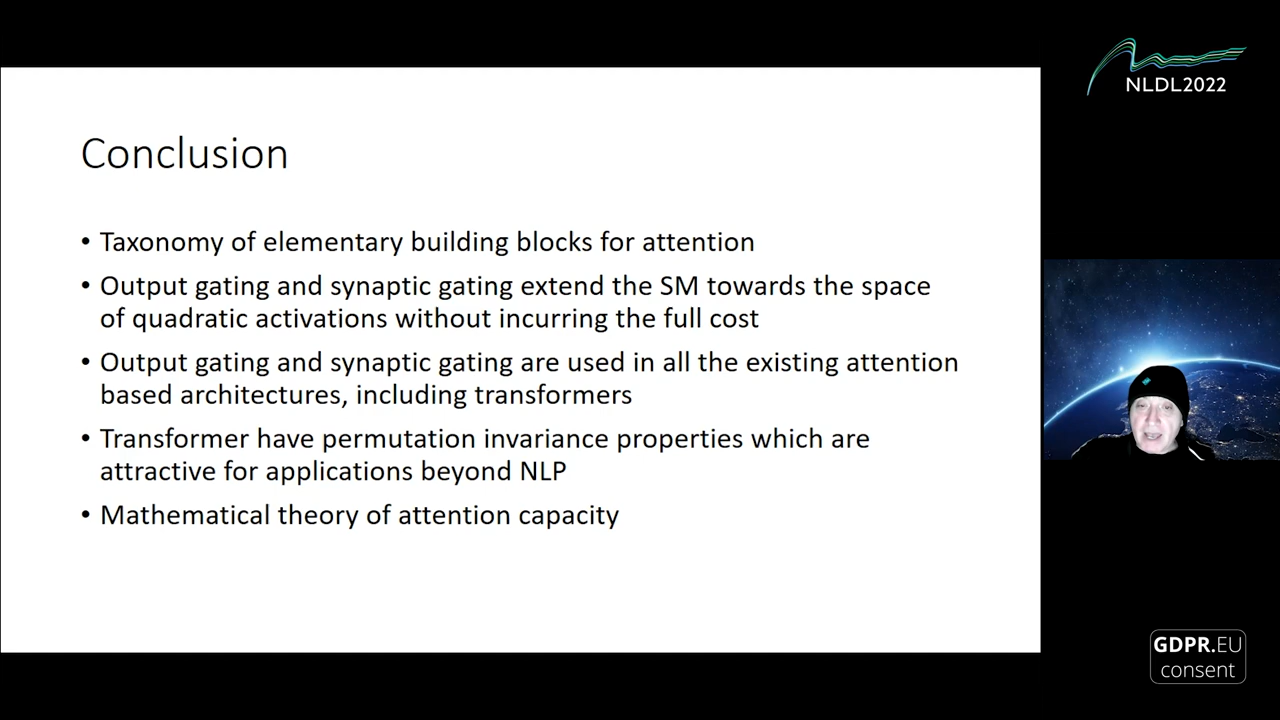 NLDL2022
Conclusion
• Taxonomy of elementary building blocks for attention
• Output gating and synaptic gating extend the SM towards the space
of quadratic activations without incurring the full cost
• Output gating and synaptic gating are used in all the existing attention
based architectures, including transformers
• Transformer have permutation invariance properties which are
attractive for applications beyond NLP
• Mathematical theory of attention capacity
GDPR.EU
consent